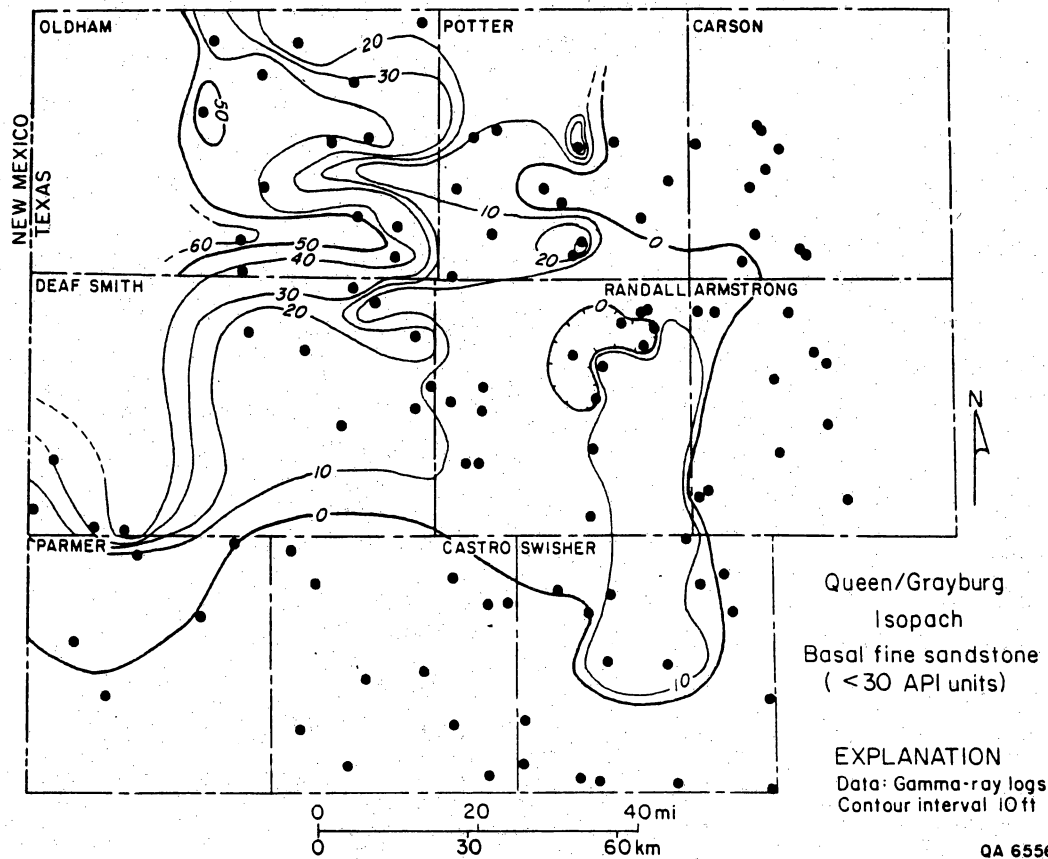 OLDHAM
POTTER
CARSON
20
30
50
NEW MEXICO
TEXAS
10
0
60
50
40
20
DEAF SMITH
30
20
0
RANDALL
ARMSTRONG
N
10
0
PARMER
CASTRO
SWISHER
10
Queen/Grayburg
Isopach
Basal fine sandstone
( <30 API units)
EXPLANATION
Data: Gamma-ray logs
Contour interval 10 ft
0 20 40 mi
0 30 60 km
QA 6556